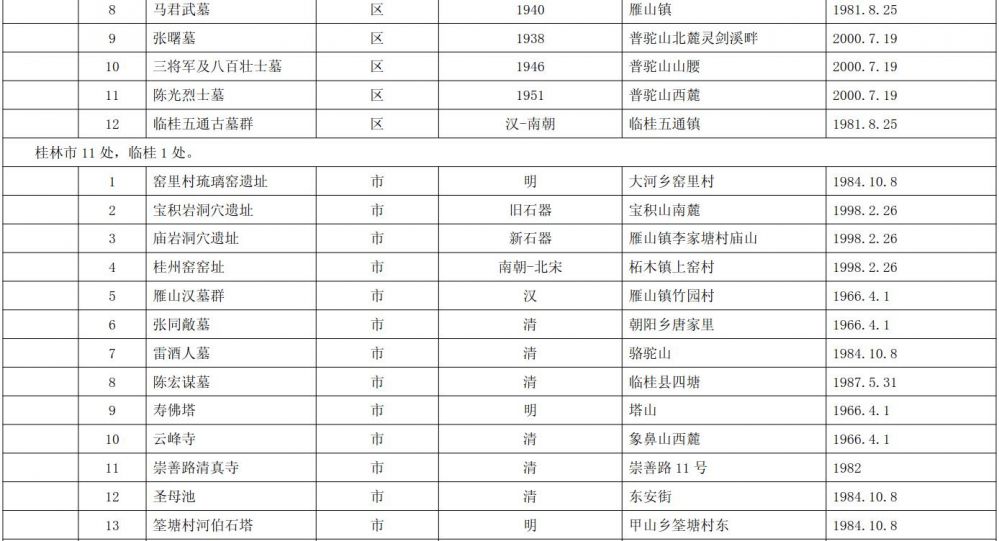 8 马君武墓 区 1940 雁山镇 1981.8.25
9 张曙墓 区 1938 普驼山北麓灵剑溪畔 2000.7.19
10 三将军及八百壮士墓 区 1946 普驼山山腰 2000.7.19
11 陈光烈士墓 区 1951 普驼山西麓 2000.7.19
12 临桂五通古墓群 区 汉-南朝 临桂五通镇 1981.8.25
桂林市 11 处，临桂 1 处。
1 窑里村琉璃窑遗址 市 明 大河乡窑里村 1984.10.8
2 宝积岩洞穴遗址 市 旧石器 宝积山南麓 1998.2.26
3 庙岩洞穴遗址 市 新石器 雁山镇李家塘村庙山 1998.2.26
4 桂州窑窑址 市 南朝-北宋 柘木镇上窑村 1998.2.26
5 雁山汉墓群 市 汉 雁山镇竹园村 1966.4.1
6 张同敞墓 市 清 朝阳乡唐家里 1966.4.1
7 雷酒人墓 市 清 骆驼山 1984.10.8
8 陈宏谋墓 市 清 临桂县四塘 1987.5.31
9 寿佛塔 市 明 塔山 1966.4.1
10 云峰寺 市 清 象鼻山西麓 1966.4.1
11 崇善路清真寺 市 清 崇善路 11 号 1982
12 圣母池 市 清 东安街 1984.10.8
13 筌塘村河伯石塔 市 明 甲山乡筌塘村东 1984.10.8